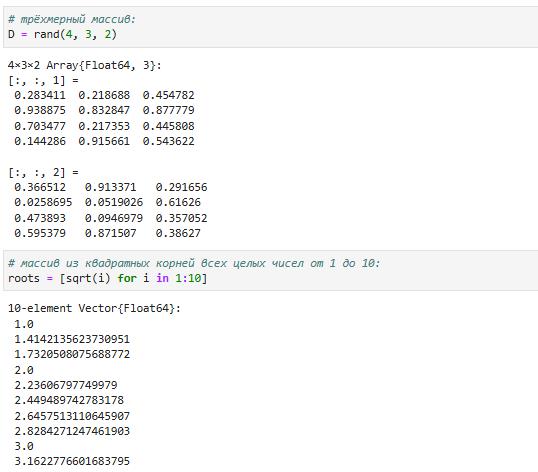 # трёхмерный массив:
D = rand(4, 3, 2)
4×3×2 Array{Float64, 3}:
[:, :, 1] =
 0.283411  0.218688  0.454782
 0.938875  0.832847  0.877779
 0.703477  0.217353  0.445808
 0.144286  0.915661  0.543622
[:, :, 2] =
 0.366512   0.913371   0.291656
 0.0258695  0.0519026  0.61626
 0.473893   0.0946979  0.357052
 0.595379   0.871507   0.38627
# массив из квадратных корней всех целых чисел от 1 до 10:
roots = [sqrt(i) for i in 1:10]
10-element Vector{Float64}:
 1.0
 1.4142135623730951
 1.7320508075688772
 2.0
 2.23606797749979
 2.449489742783178
 2.6457513110645907
 2.8284271247461903
 3.0
 3.1622776601683795